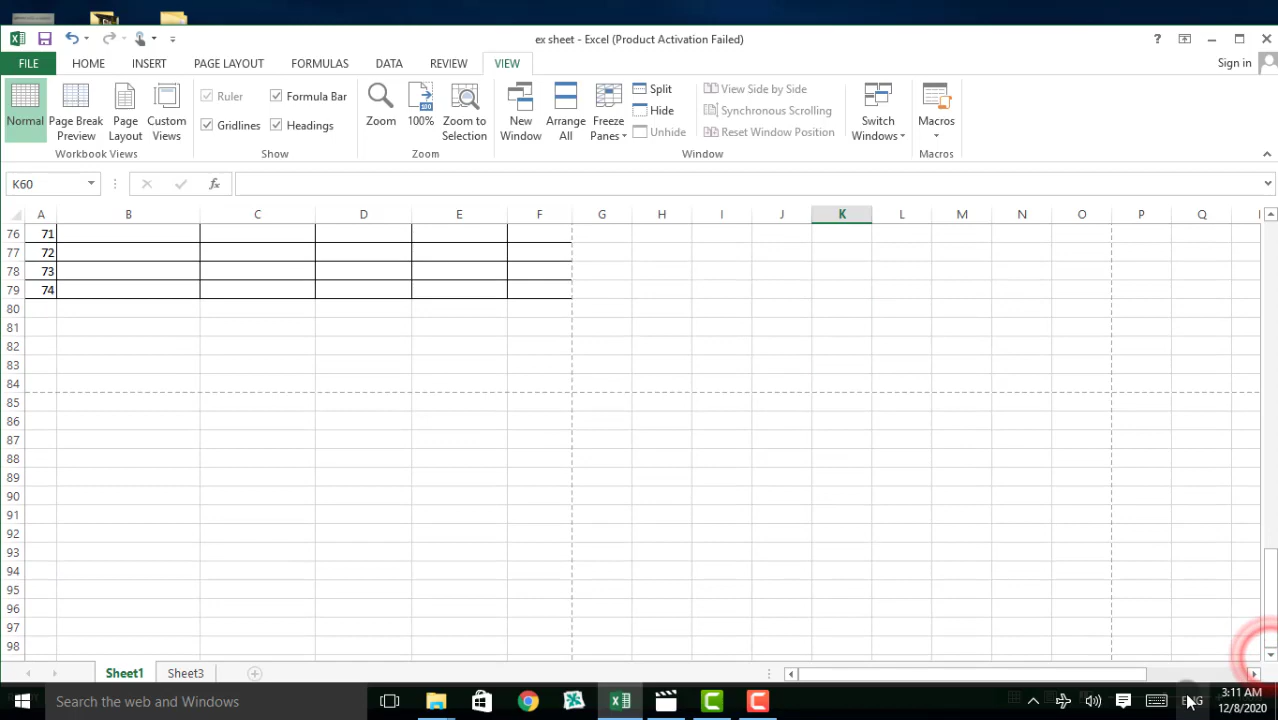 ex sheet - Excel (Product Activation Failed)
?
FILE HOME INSERT PAGE LAYOUT FORMULAS DATA REVIEW VIEW Sign in
Normal
Page Break Preview
Page Layout
Custom Views
Workbook Views
Ruler
Formula Bar
Gridlines
Headings
Show
Zoom
100%
Zoom to Selection
Zoom
New Window
Arrange All
Freeze Panes
Split
Hide
Unhide
View Side by Side
Synchronous Scrolling
Reset Window Position
Switch Windows
Window
Macros
Macros
K60
fx
A B C D E F G H I J K L M N O P Q
76 71
77 72
78 73
79 74
80
81
82
83
84
85
86
87
88
89
90
91
92
93
94
95
96
97
98
Sheet1 Sheet3
Search the web and Windows
ENG
3:11 AM
12/8/2020